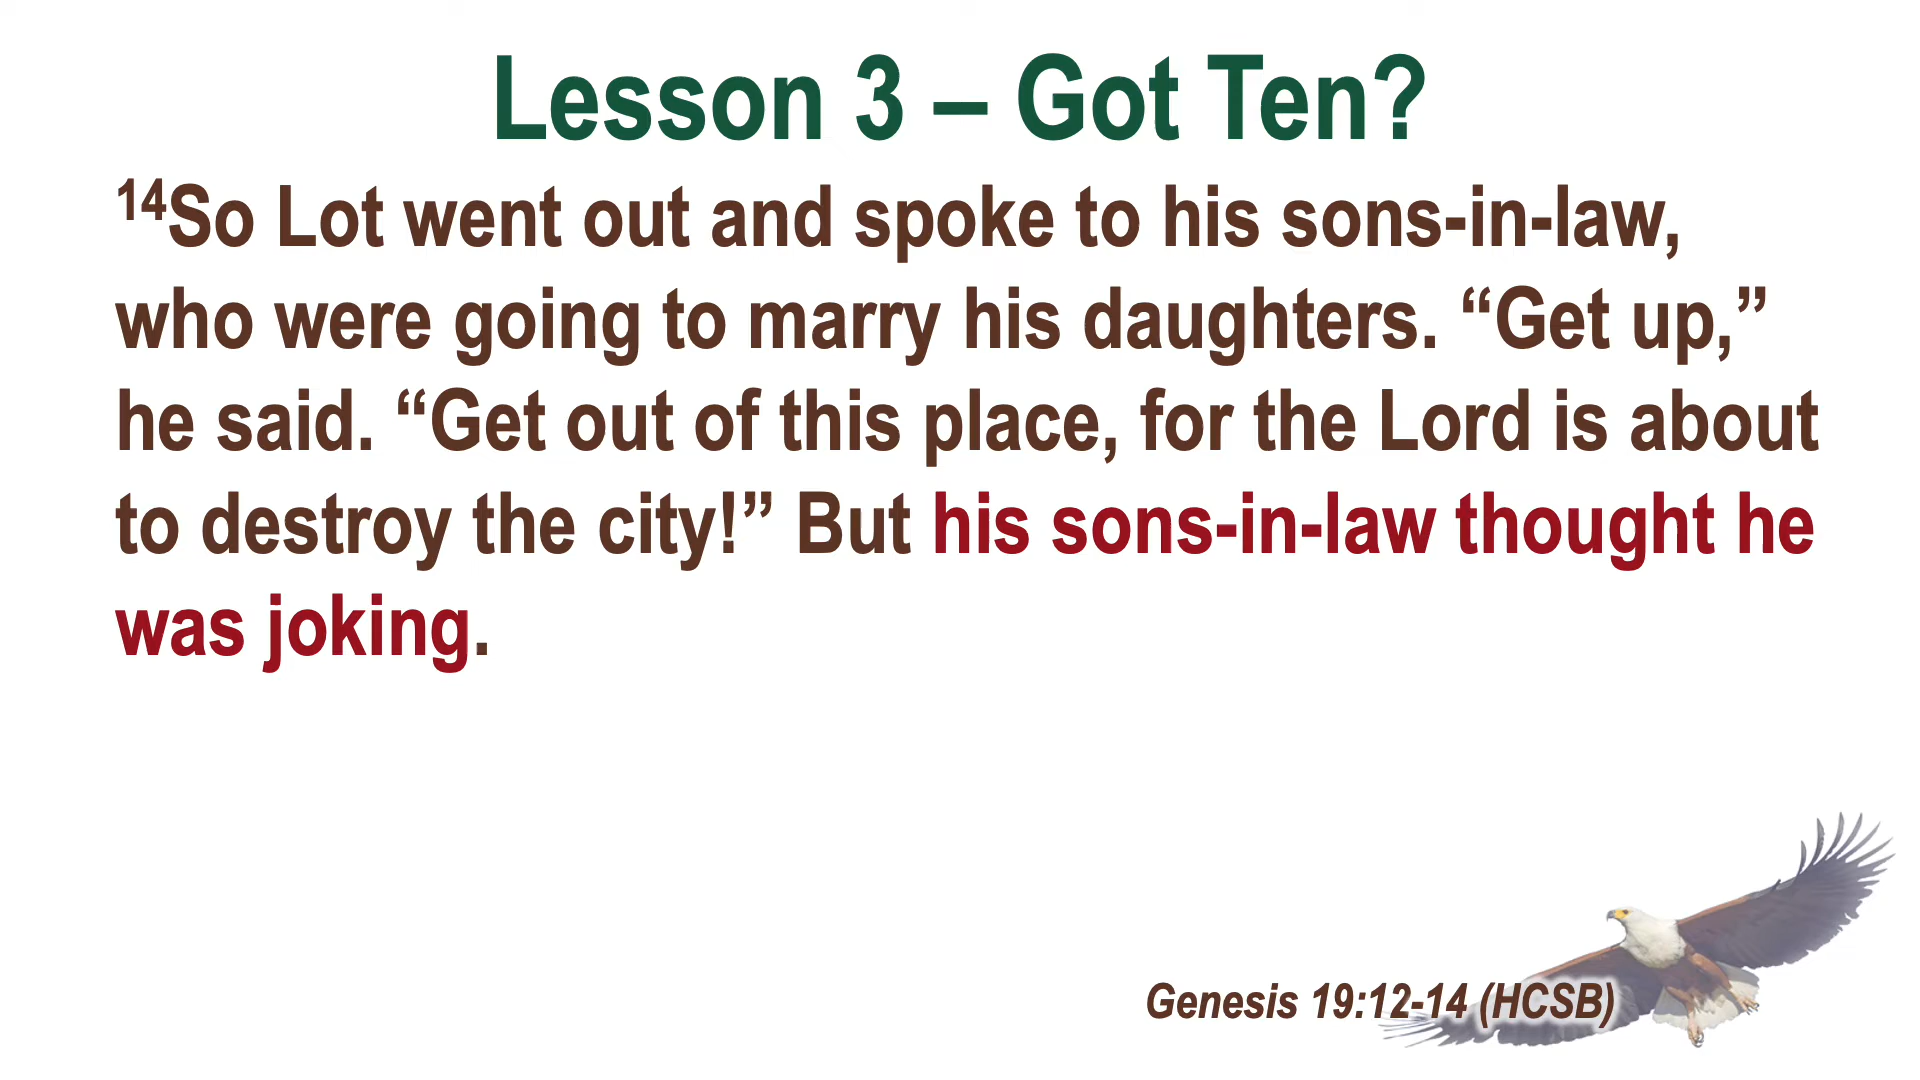 Lesson 3 – Got Ten?
14So Lot went out and spoke to his sons-in-law,
who were going to marry his daughters. “Get up,”
he said. “Get out of this place, for the Lord is about
to destroy the city!” But his sons-in-law thought he
was joking.
Genesis 19:12-14 (HCSB)